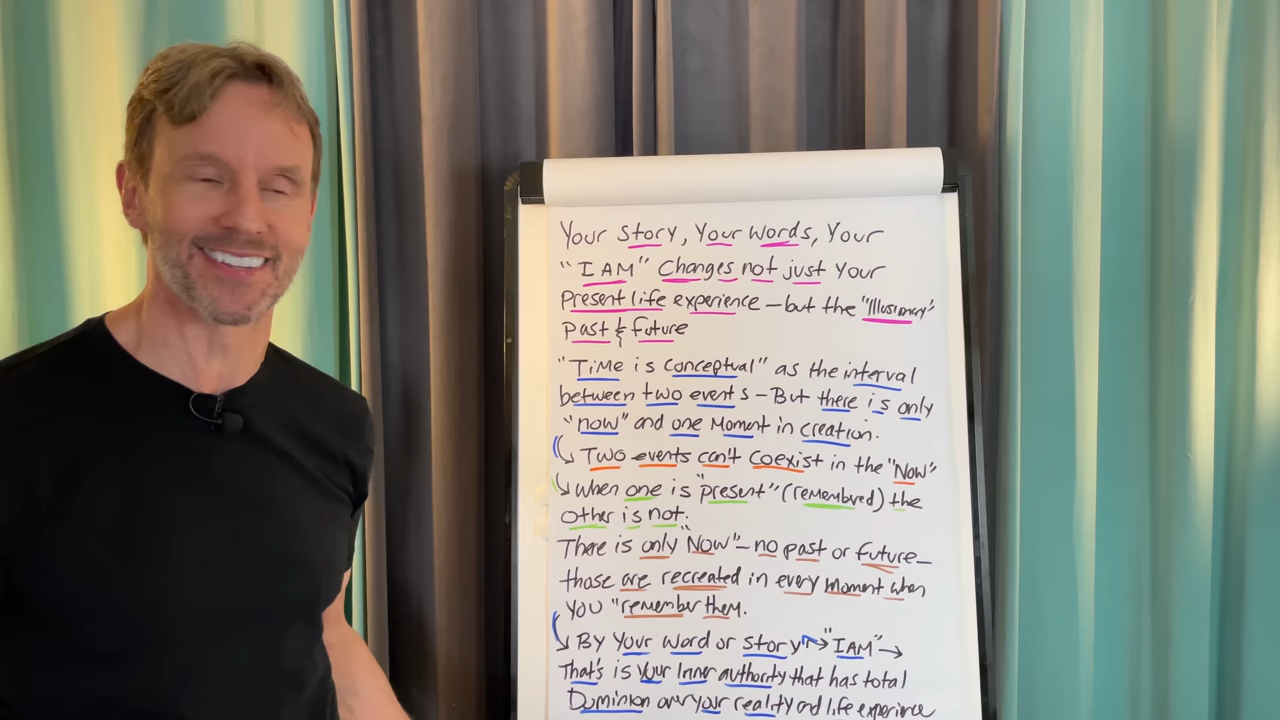 Your Story, Your Words, Your
"I AM" Changes not just Your
Present life experience – but the "Illusionary"
Past & future
"Time is conceptual" as the interval
between two events – But there is only
"now" and one Moment in creation.
Two events can't coexist in the "Now"
when one is "present" (remembered) the
other is not.
There is only "Now" – no past or future –
those are recreated in every moment when
you "remember them.
By Your Word or Story → "I AM" →
That's is your Inner authority that has total
Dominion over your reality and life experience